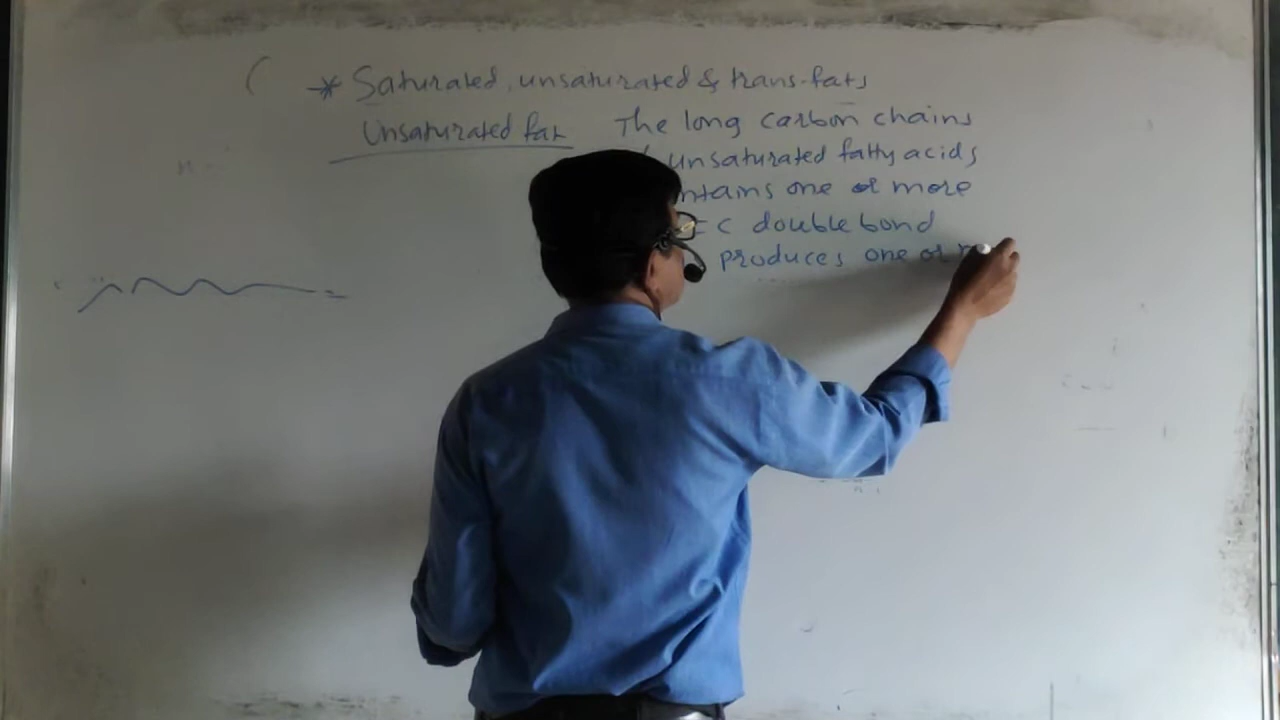 * Saturated, unsaturated & trans-fats
Unsaturated fat The long carbon chains
unsaturated fatty acids
ntains one or more
= C double bond
produces one or